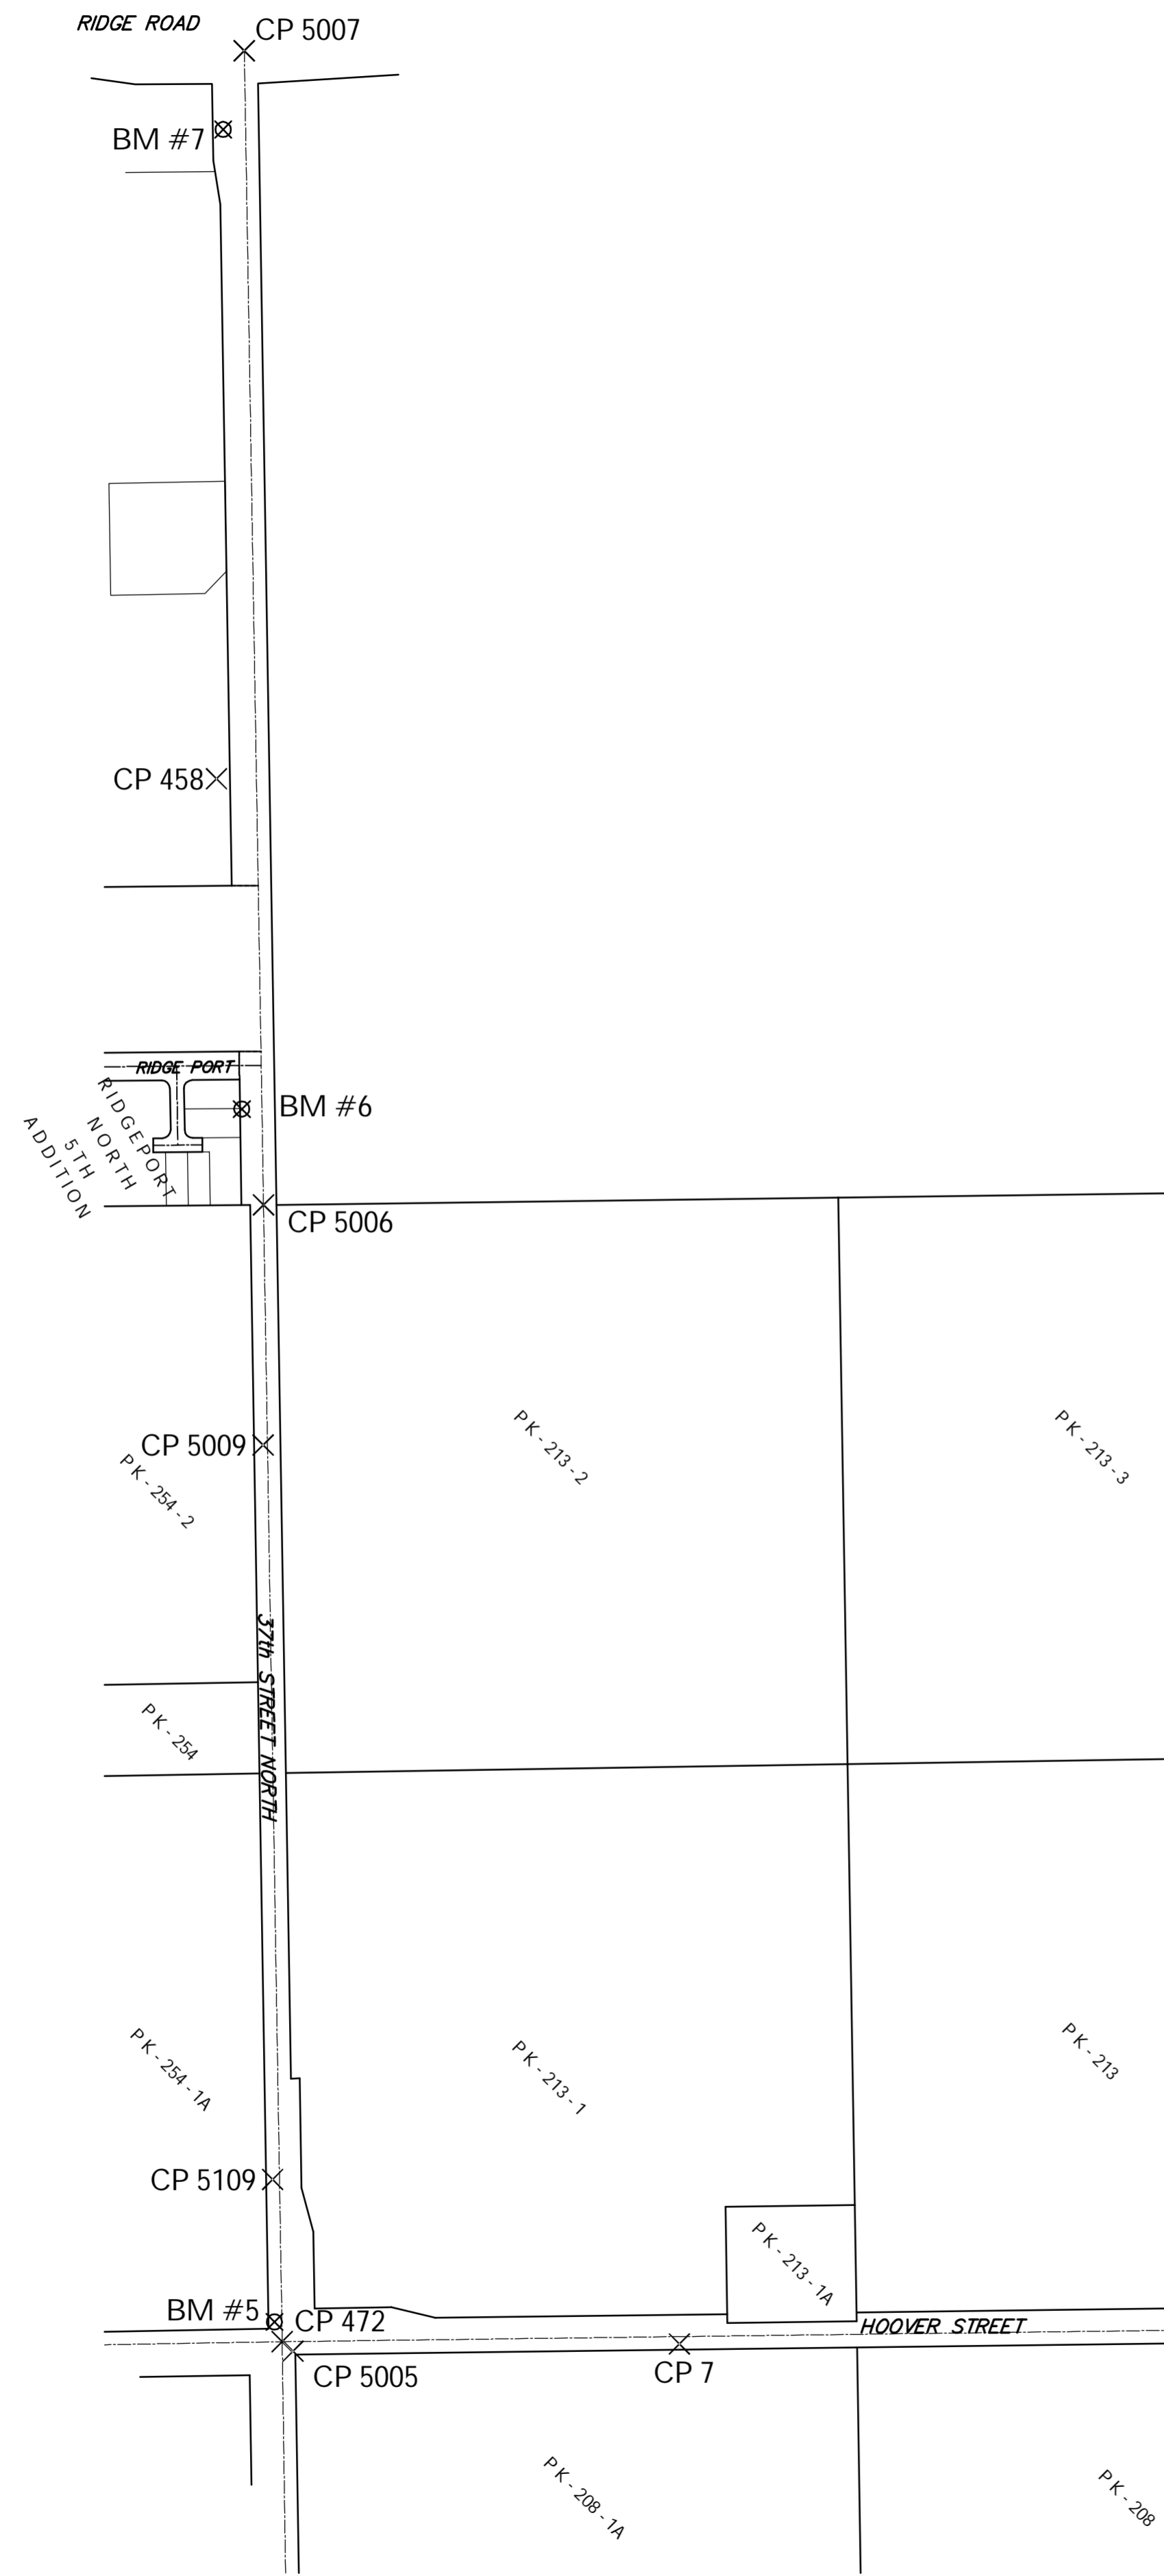 RIDGE ROAD
CP 5007
BM #7
CP 458
RIDGE PORT
BM #6
RIDGEPORT
NORTH
5TH
ADDITION
CP 5006
CP 5009
PK-254-2
PK-213-2
PK-213-3
37th STREET NORTH
PK-254
PK-254-1A
PK-213-1
PK-213
CP 5109
PK-213-1A
BM #5
CP 472
HOOVER STREET
CP 5005
CP 7
PK-208-1A
PK-208